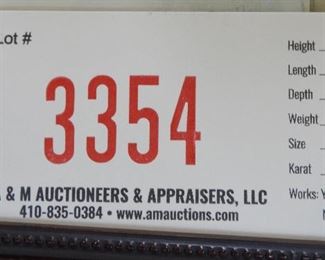 Lot #
3354
& M AUCTIONEERS & APPRAISERS, LLC
410-835-0384 • www.amauctions.com
Height
Length
Depth
Weight
Size
Karat
Works: Y